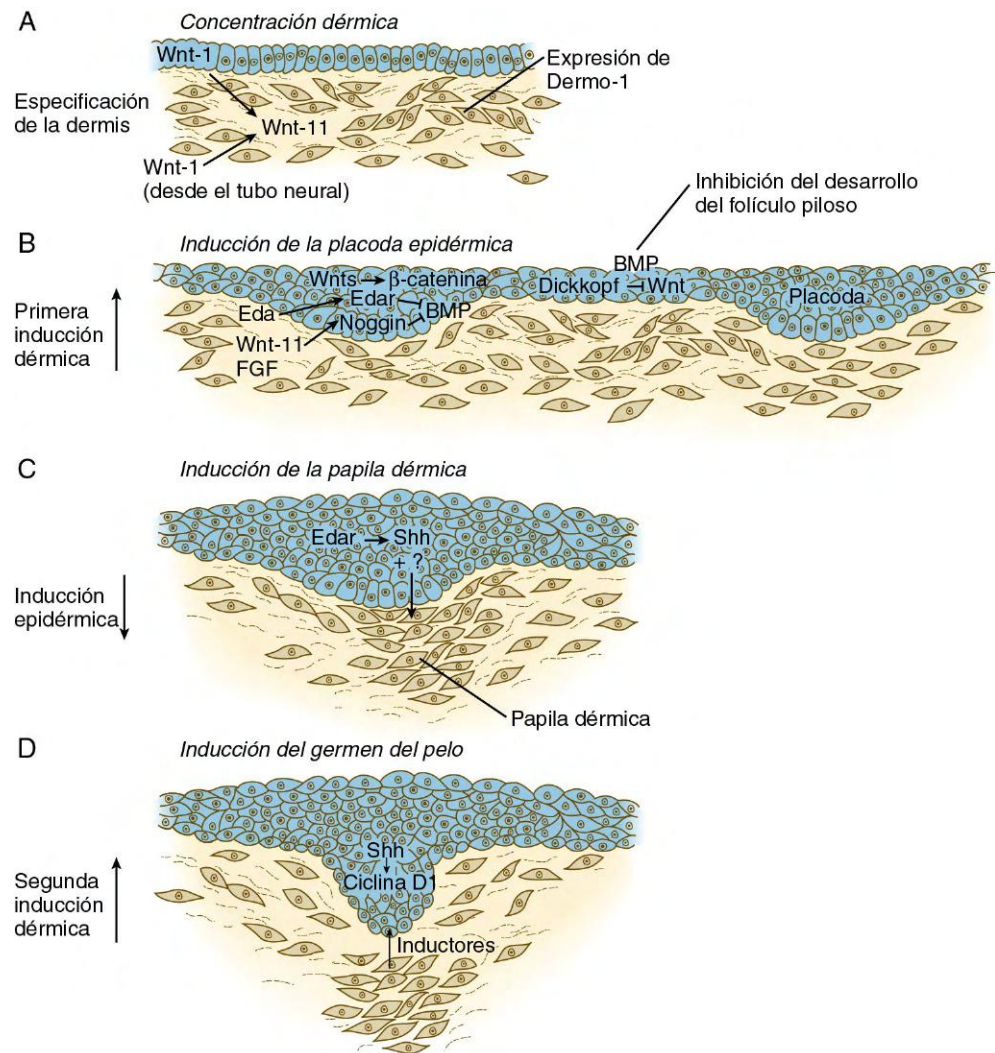 A
Concentración dérmica
Wnt-1
Expresión de
Dermo-1
Especificación
de la dermis
Wnt-11
Wnt-1
(desde el tubo neural)
Inhibición del desarrollo
del folículo piloso
B
Inducción de la placoda epidérmica
BMP
Wnts → β-catenina
Dickkopf ⊣ Wnt
Edar
Placoda
Eda
BMP
Noggin
Primera
inducción
dérmica
Wnt-11
FGF
C
Inducción de la papila dérmica
Edar → Shh
+ ?
Inducción
epidérmica
Papila dérmica
D
Inducción del germen del pelo
Shh
Ciclina D1
Segunda
inducción
dérmica
Inductores